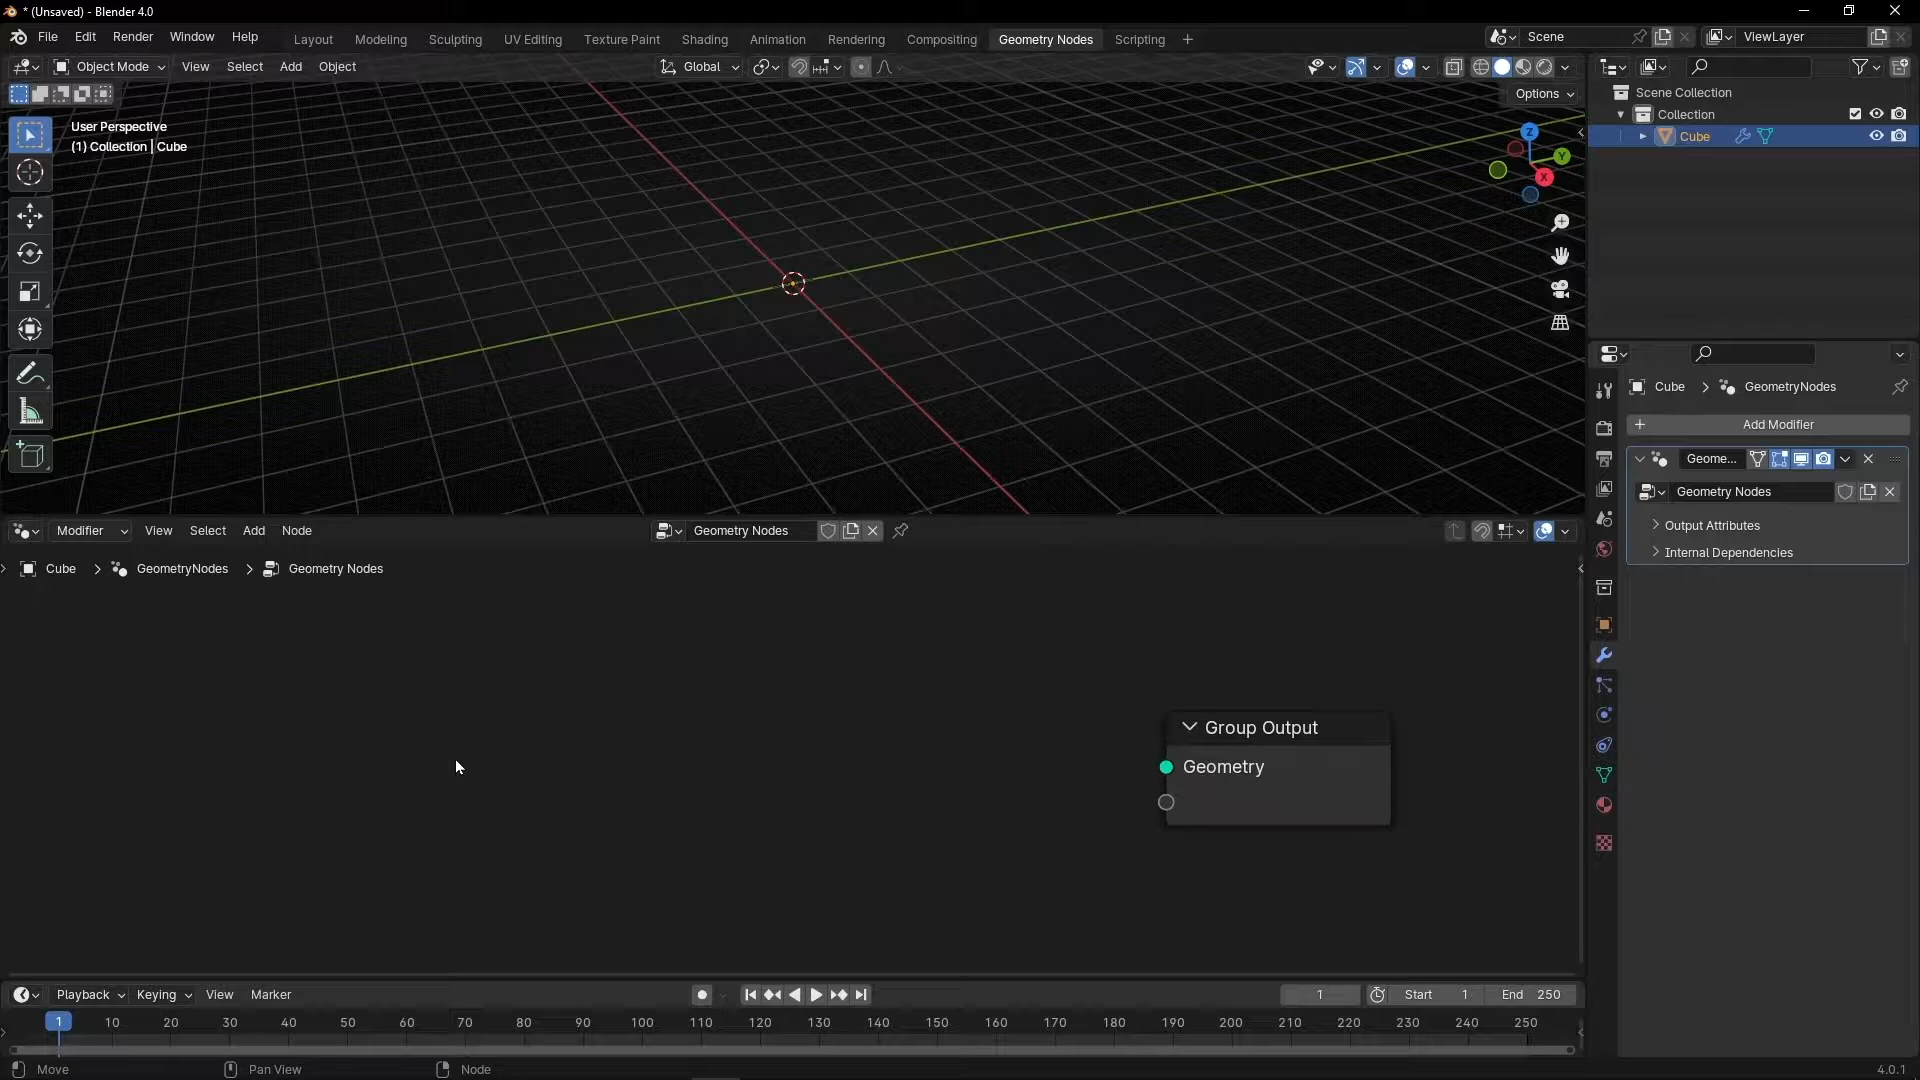 * (Unsaved) - Blender 4.0
File Edit Render Window Help Layout Modeling Sculpting UV Editing Texture Paint Shading Animation Rendering Compositing Geometry Nodes Scripting + Scene ViewLayer
Object Mode View Select Add Object Global
Options
User Perspective
(1) Collection | Cube
Z
Y
X
Scene Collection
Collection
Cube
Cube > GeometryNodes
+ Add Modifier
Geome...
Geometry Nodes
Output Attributes
Internal Dependencies
Modifier View Select Add Node Geometry Nodes
Cube > GeometryNodes > Geometry Nodes
Group Output
Geometry
Playback Keying View Marker 1 Start 1 End 250
1 10 20 30 40 50 60 70 80 90 100 110 120 130 140 150 160 170 180 190 200 210 220 230 240 250
Move Pan View Node 4.0.1